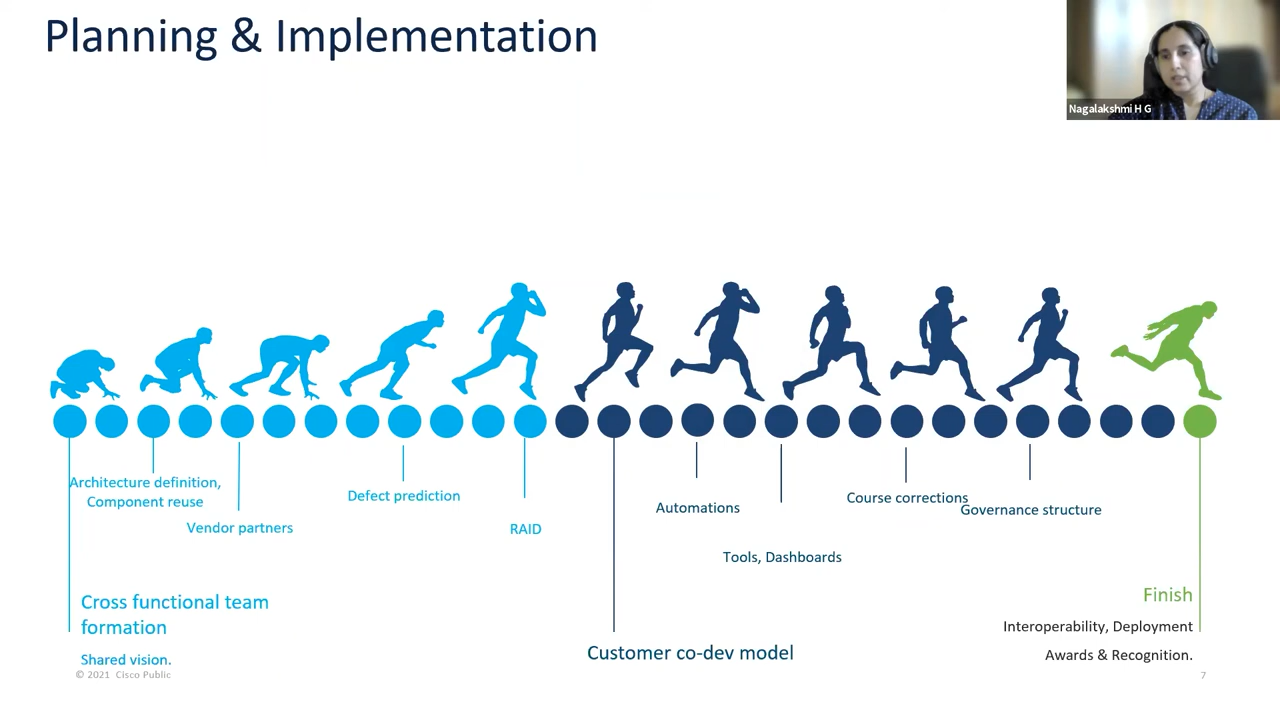 Planning & Implementation
Nagalakshmi H G
Architecture definition,
Component reuse
Vendor partners
Defect prediction
RAID
Automations
Tools, Dashboards
Course corrections
Governance structure
Cross functional team
formation
Shared vision.
Customer co-dev model
Finish
Interoperability, Deployment
Awards & Recognition.
© 2021 Cisco Public
7